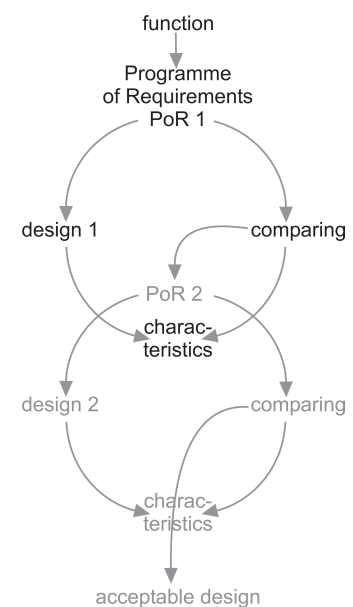 function
Programme
of Requirements
PoR 1
design 1
comparing
PoR 2
charac-
teristics
design 2
comparing
charac-
teristics
acceptable design